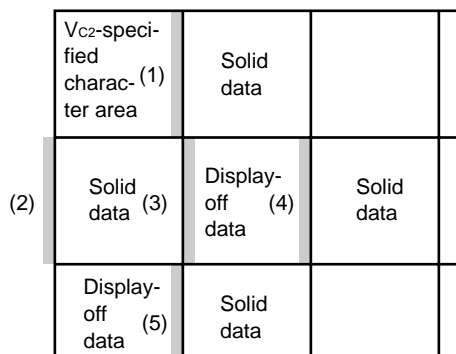 VC2-speci-
fied
charac- (1)
ter area
Solid
data
(2)
Solid
data (3)
Display-
off (4)
data
Solid
data
Display-
off
data (5)
Solid
data